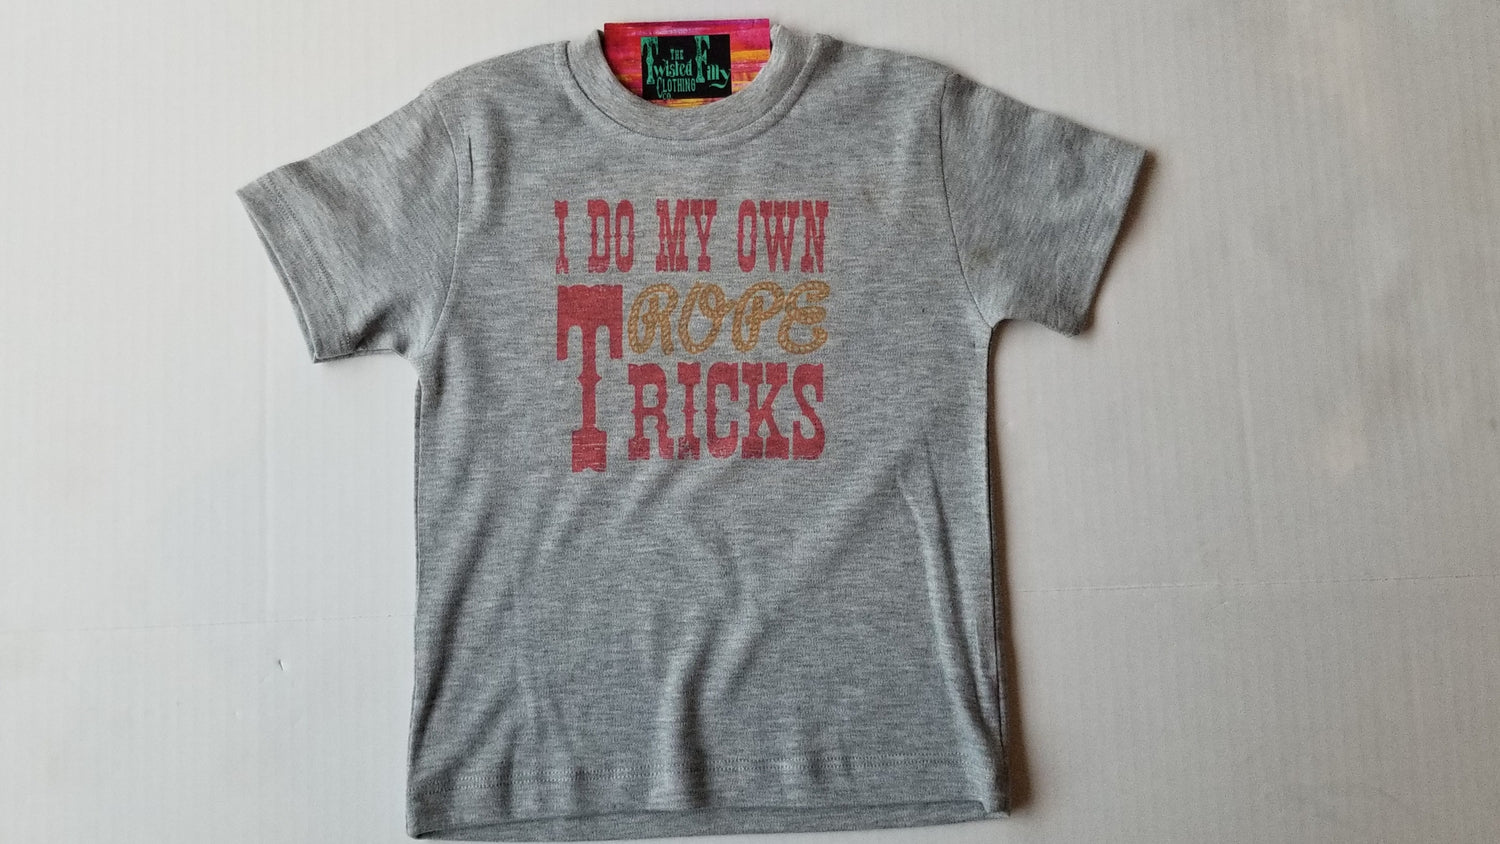 THE
Twisted Filly
CLOTHING
CO
I DO MY OWN
ROPE
TRICKS